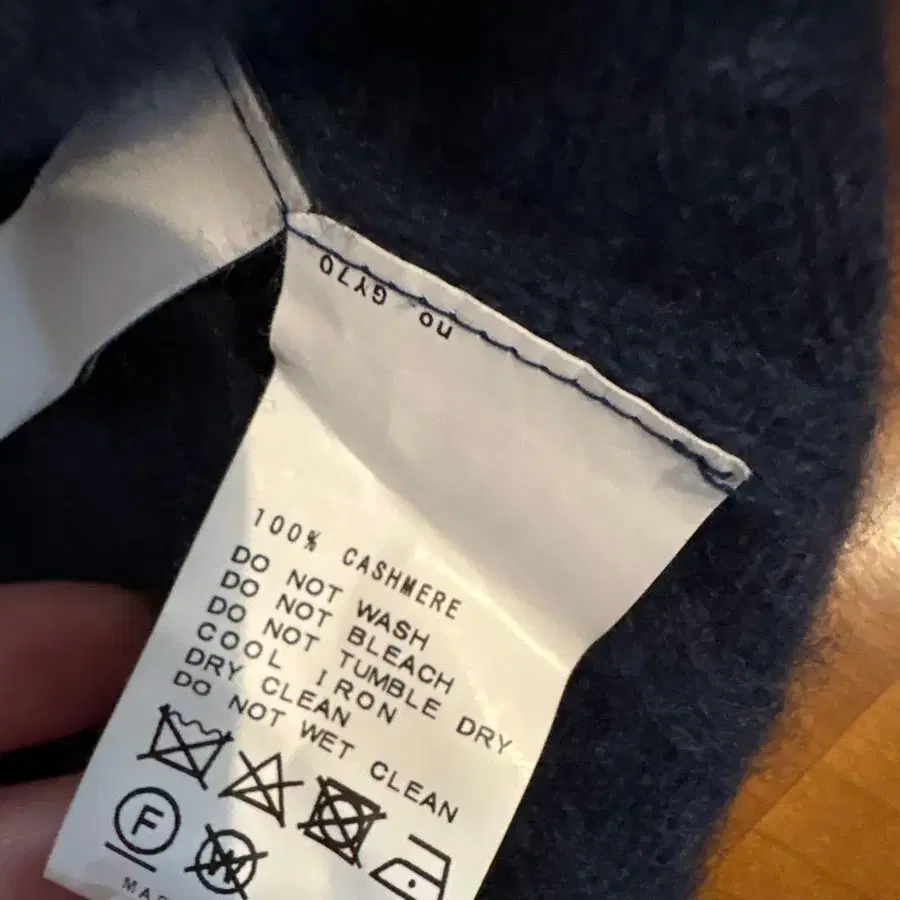 no GY70
100% CASHMERE
DO NOT WASH
DO NOT BLEACH
DO NOT TUMBLE DRY
COOL IRON
DRY CLEAN
DO NOT WET CLEAN
F W